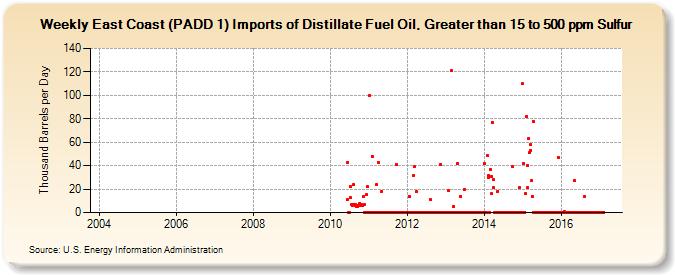 Weekly East Coast (PADD 1) Imports of Distillate Fuel Oil, Greater than 15 to 500 ppm Sulfur
Thousand Barrels per Day
140
120
100
80
60
40
20
0
2004 2006 2008 2010 2012 2014 2016
Source: U.S. Energy Information Administration